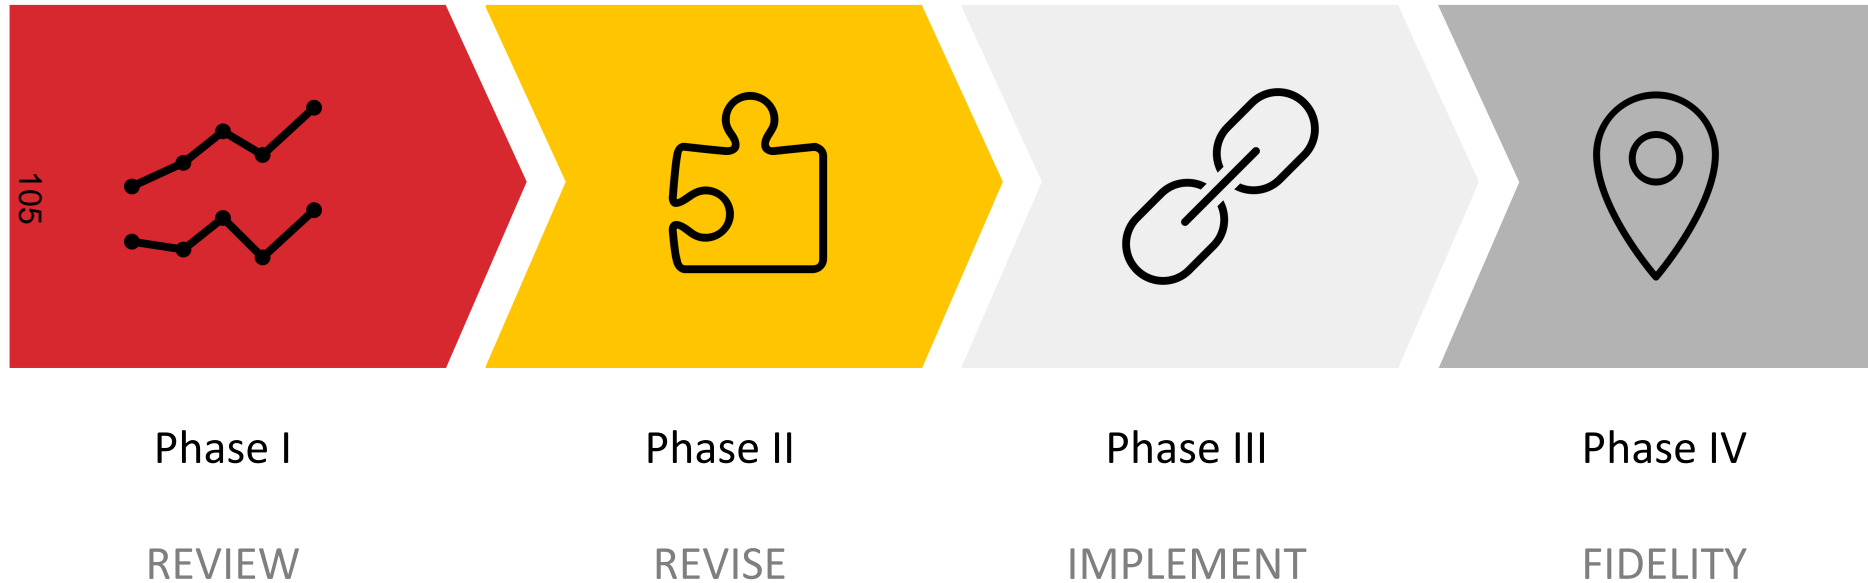 105
Phase I
Phase II
Phase III
Phase IV
REVIEW
REVISE
IMPLEMENT
FIDELITY